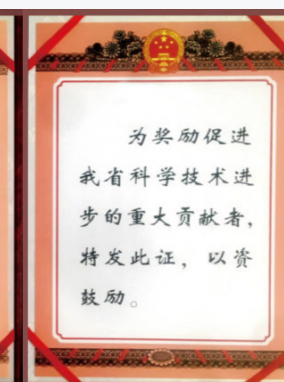 为奖励促进
我省科学技术进
步的重大贡献者，
特发此证，以资
鼓励。